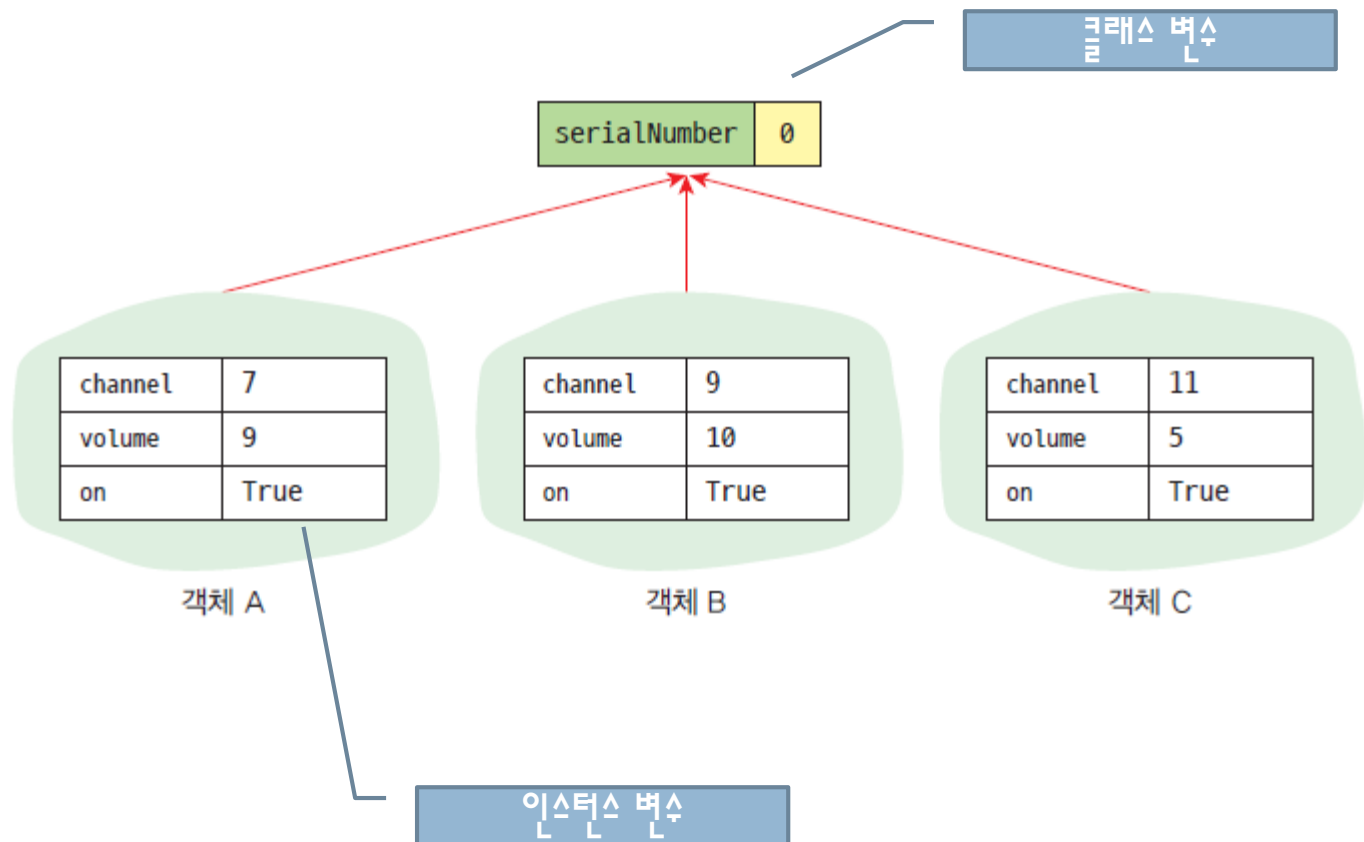 클래스 변수
serialNumber 0
channel 7
volume 9
on True
객체 A
channel 9
volume 10
on True
객체 B
channel 11
volume 5
on True
객체 C
인스턴스 변수